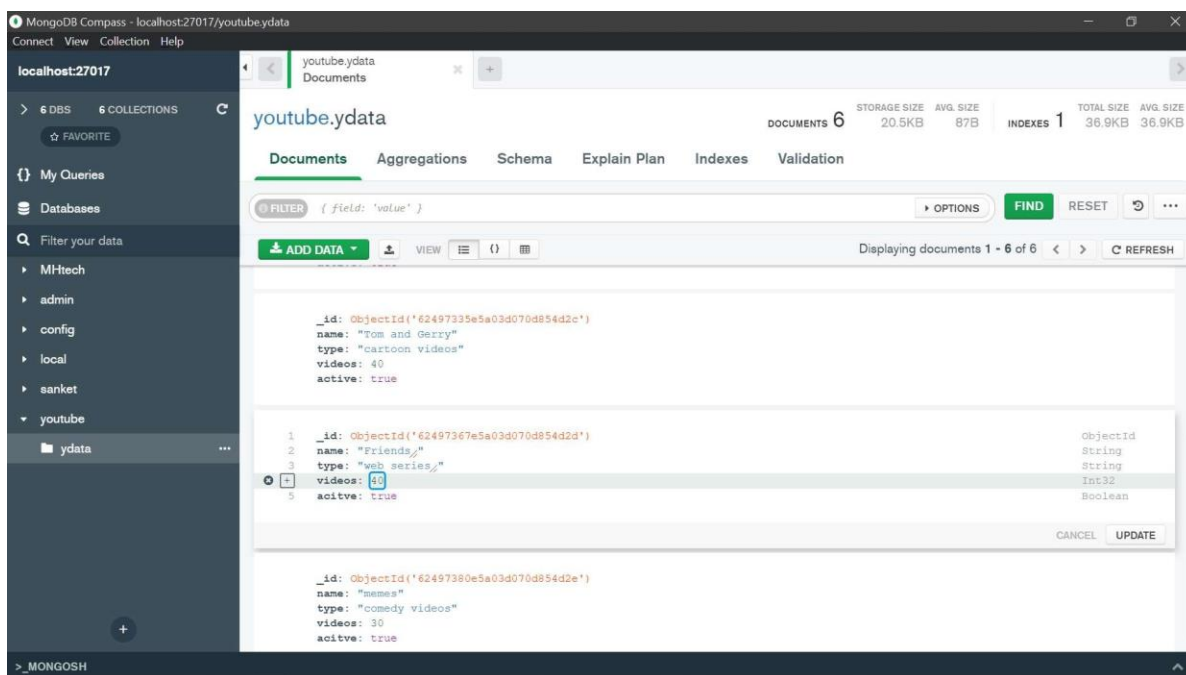 MongoDB Compass - localhost:27017/youtube.ydata
Connect View Collection Help
localhost:27017
6 DBS 6 COLLECTIONS
FAVORITE
{} My Queries
Databases
Filter your data
MHtech
admin
config
local
sanket
youtube
ydata
...
>_MONGOSH
youtube.ydata
Documents
youtube.ydata
DOCUMENTS 6
STORAGE SIZE AVG. SIZE
20.5KB 87B
INDEXES 1
TOTAL SIZE AVG. SIZE
36.9KB 36.9KB
Documents Aggregations Schema Explain Plan Indexes Validation
FILTER { field: 'value' } OPTIONS FIND RESET ...
ADD DATA VIEW {} Displaying documents 1 - 6 of 6 < > REFRESH
_id: ObjectId('62497335e5a03d070d854d2c')
name: "Tom and Gerry"
type: "cartoon videos"
videos: 40
active: true
1 _id: ObjectId('62497367e5a03d070d854d2d') ObjectId
2 name: "Friends" String
3 type: "web series" String
videos: 40 Int32
5 acitve: true Boolean
CANCEL UPDATE
_id: ObjectId('62497380e5a03d070d854d2e')
name: "memes"
type: "comedy videos"
videos: 30
acitve: true